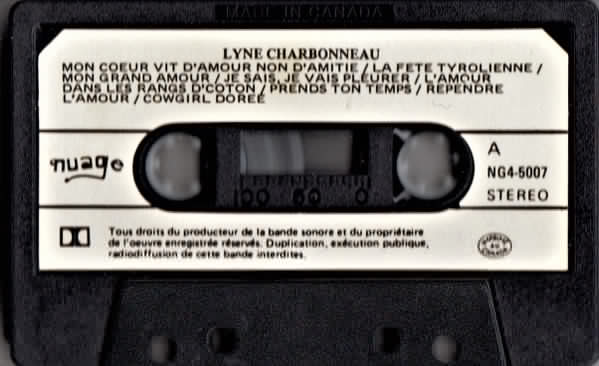 MADE IN CANADA
LYNE CHARBONNEAU
MON COEUR VIT D'AMOUR NON D'AMITIE / LA FETE TYROLIENNE /
MON GRAND AMOUR / JE SAIS, JE VAIS PLEURER / L'AMOUR
DANS LES RANGS D'COTON / PRENDS TON TEMPS / REPENDRE
L'AMOUR / COWGIRL DOREE
nuage
A
NG4-5007
STEREO
100 50 0
Tous droits du producteur de la bande sonore et du propriétaire
de l'oeuvre enregistrée réservés. Duplication, exécution publique,
radiodiffusion de cette bande interdites.